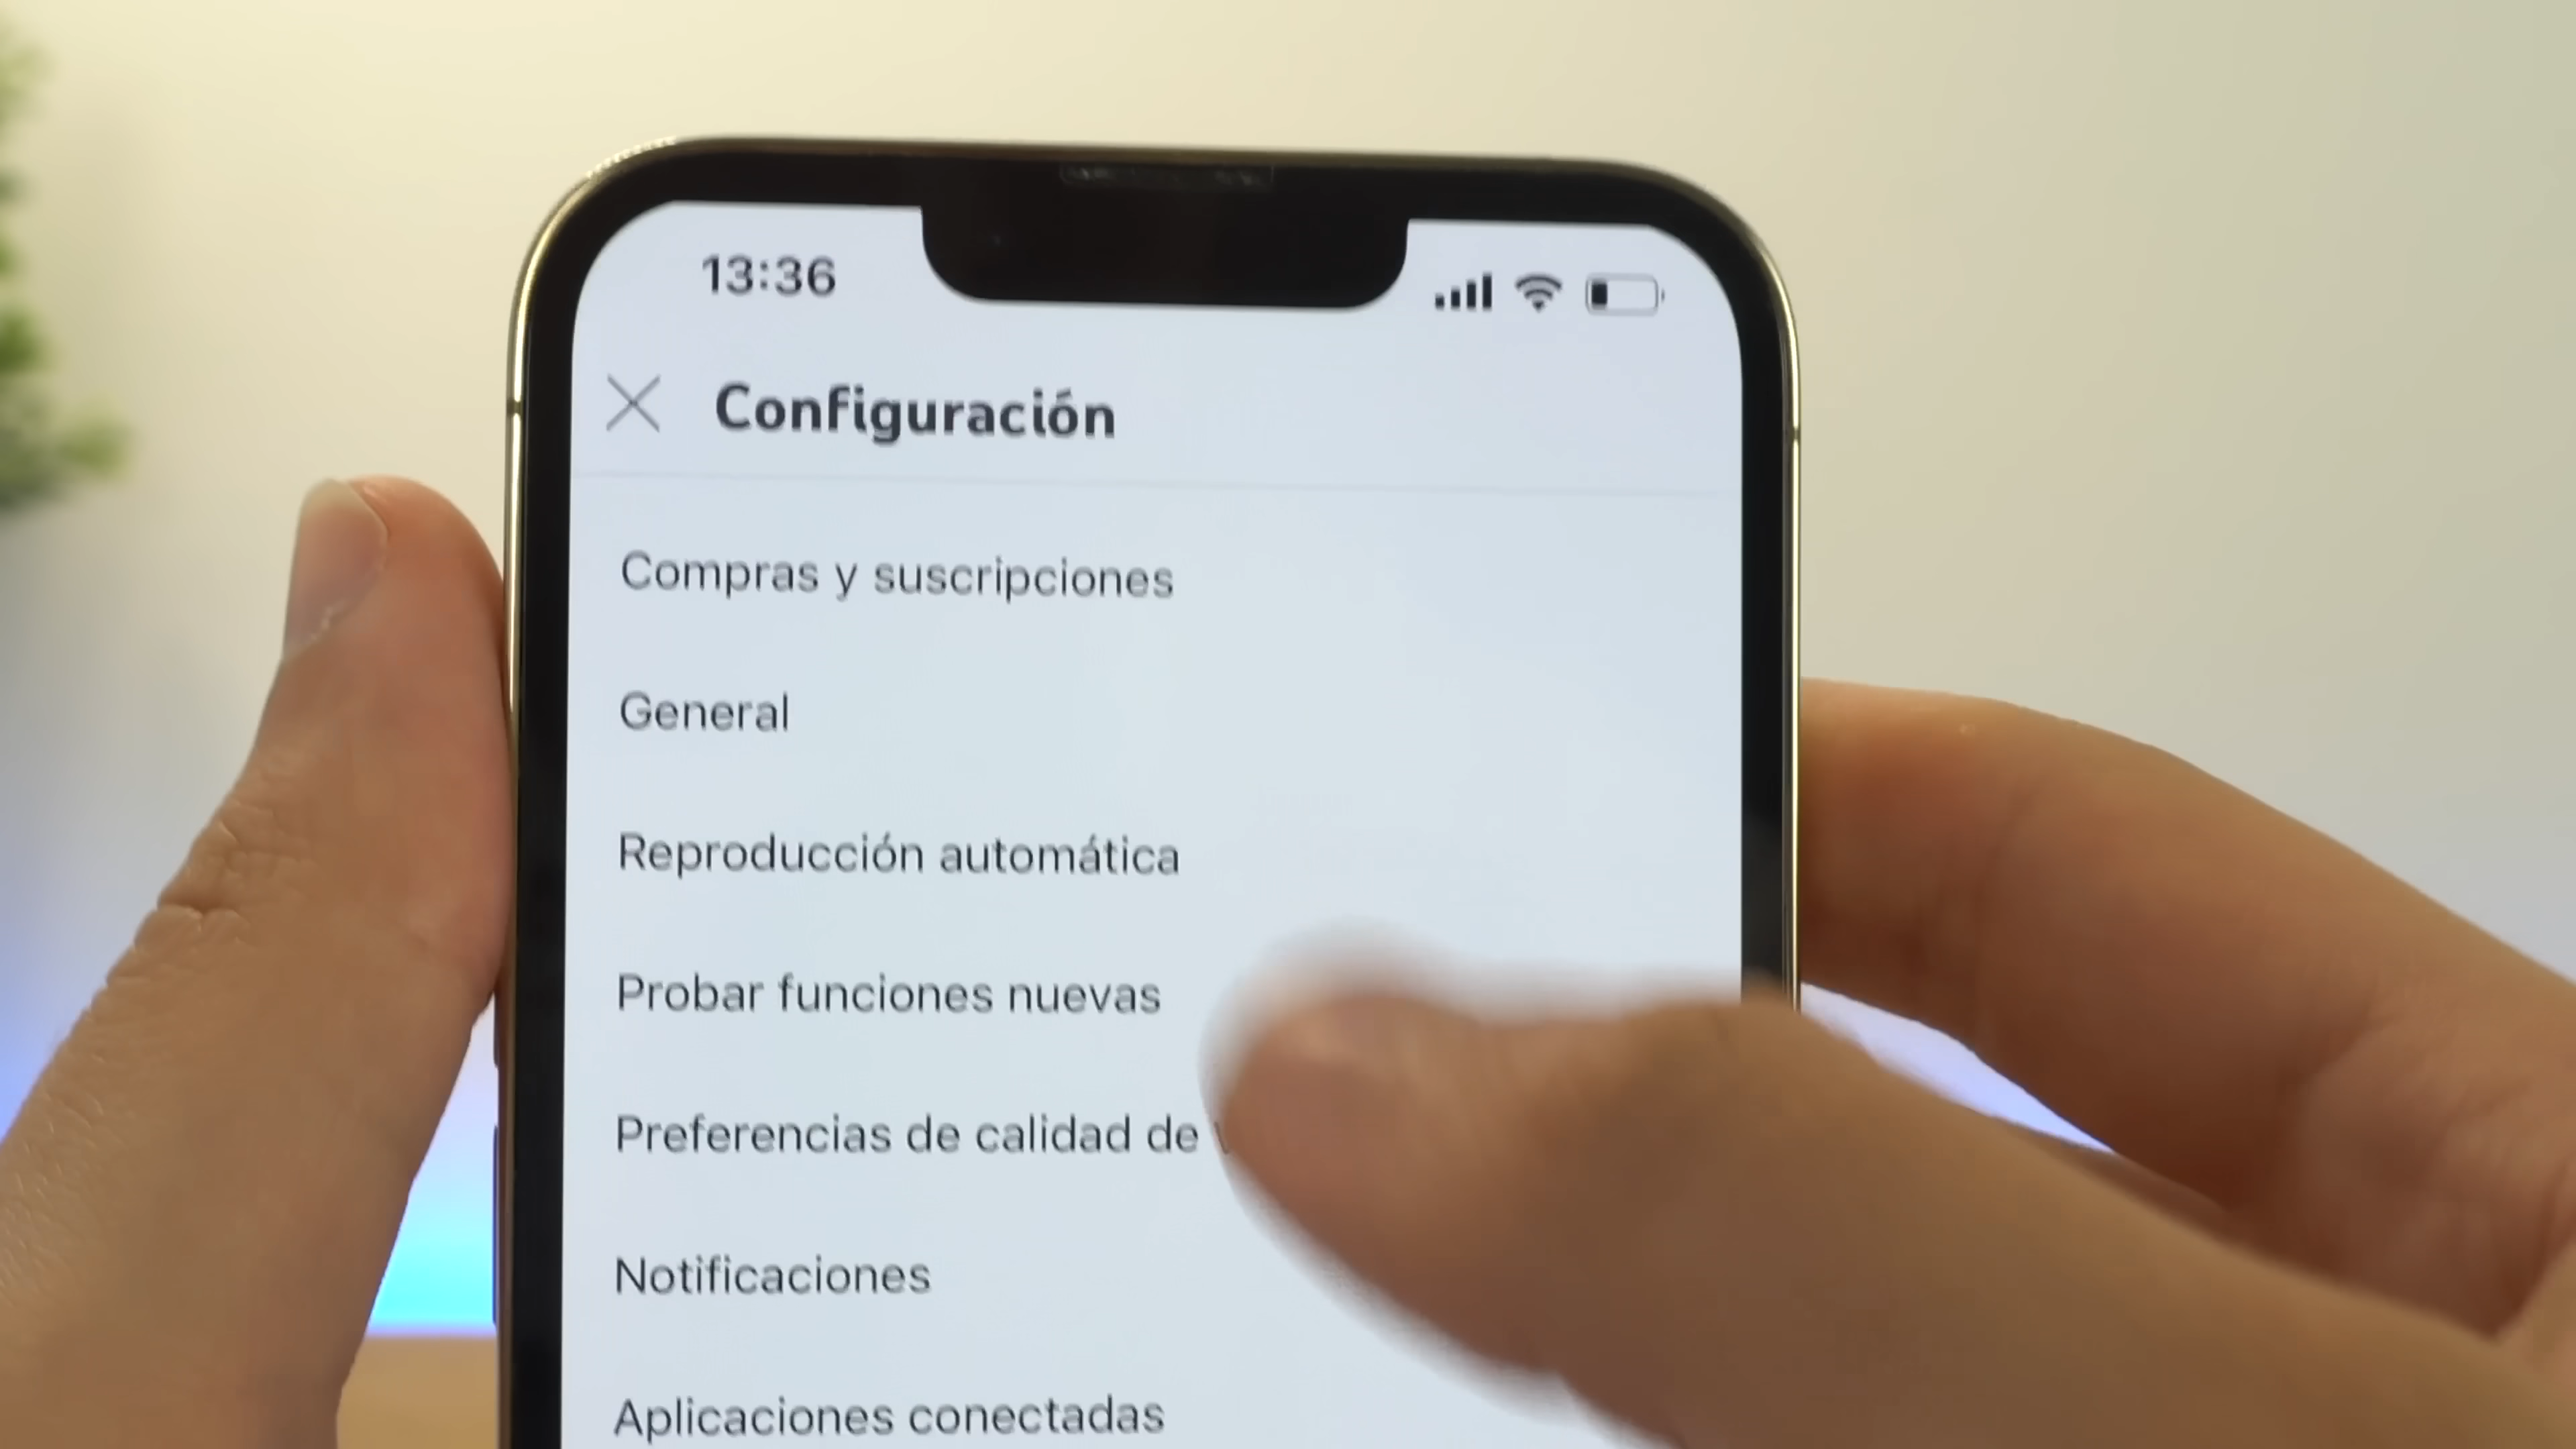 13:36
Configuración
Compras y suscripciones
General
Reproducción automática
Probar funciones nuevas
Preferencias de calidad de
Notificaciones
Aplicaciones conectadas